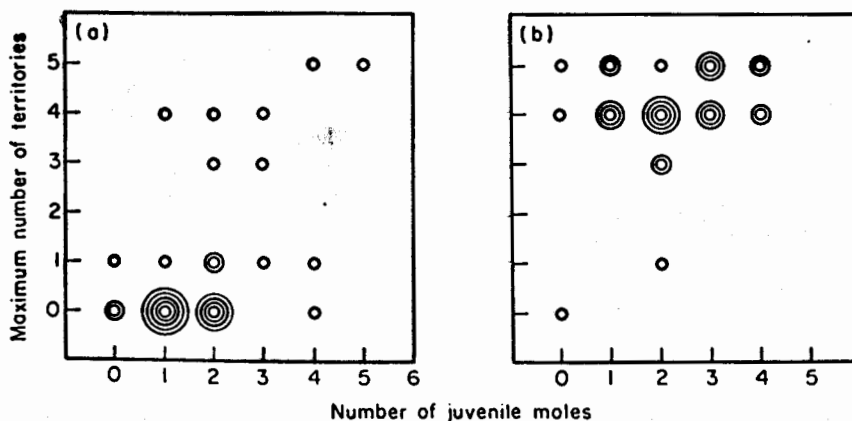 Maximum number of territories
(a)
5
4
3
2
1
0
0 1 2 3 4 5 6
(b)
0 1 2 3 4 5
Number of juvenile moles